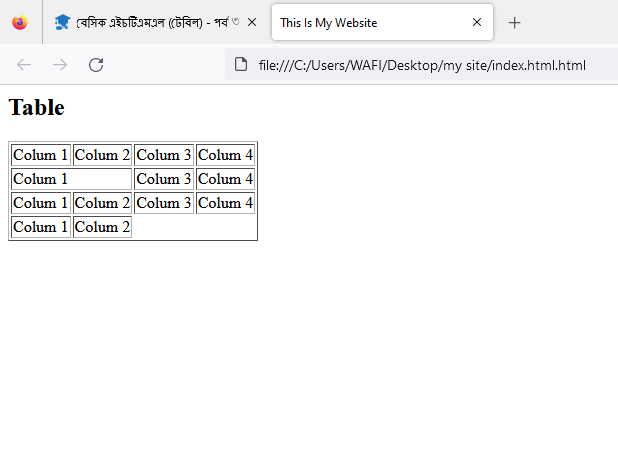 বেসিক এইচটিএমএল (টেবিল) - পর্ব ৩
This Is My Website
file:///C:/Users/WAFI/Desktop/my site/index.html.html
Table
Colum 1 Colum 2 Colum 3 Colum 4
Colum 1 Colum 3 Colum 4
Colum 1 Colum 2 Colum 3 Colum 4
Colum 1 Colum 2